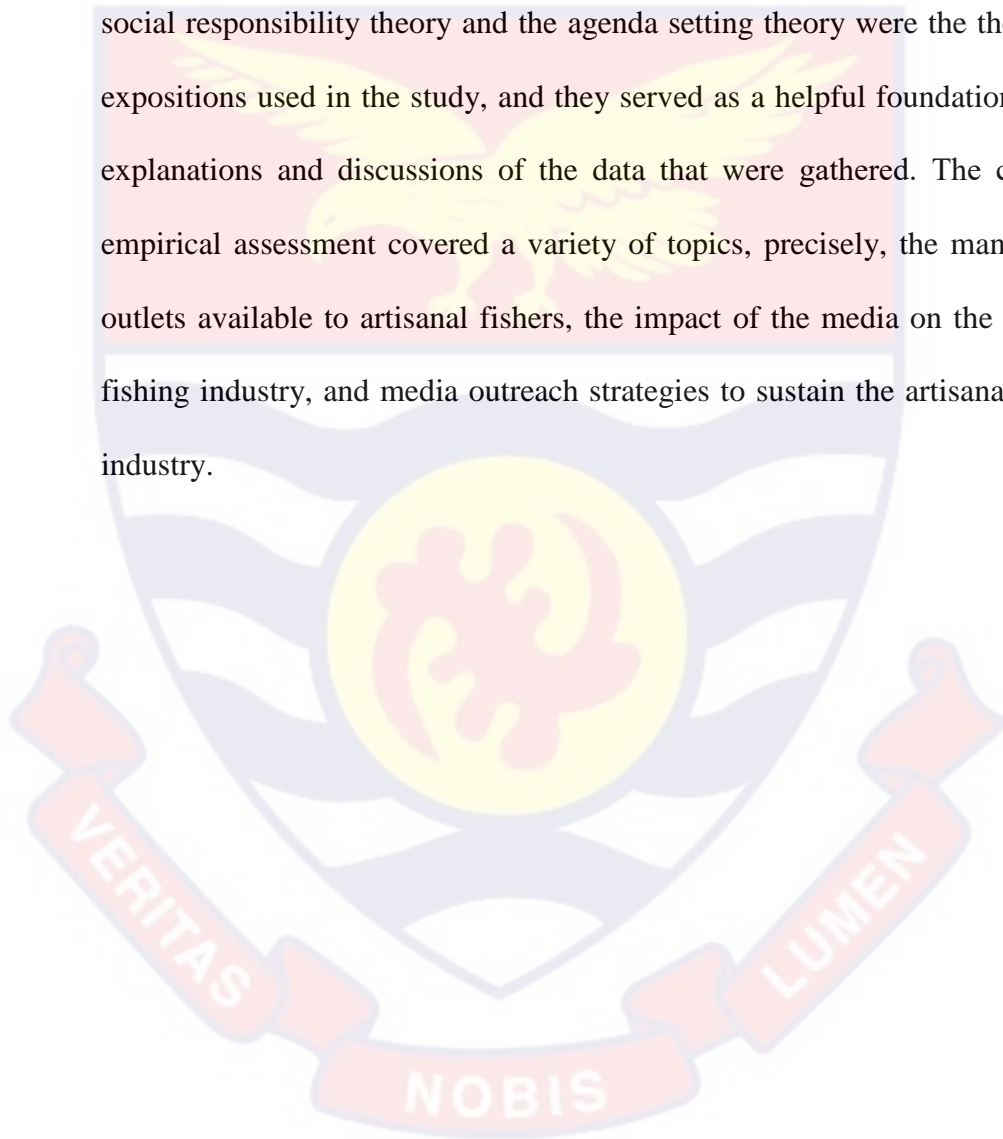 social responsibility theory and the agenda setting theory were the
expositions used in the study, and they served as a helpful foundation
explanations and discussions of the data that were gathered. The
empirical assessment covered a variety of topics, precisely, the
outlets available to artisanal fishers, the impact of the media on the
fishing industry, and media outreach strategies to sustain the
industry.
VERITAS
NOBIS
LUMEN